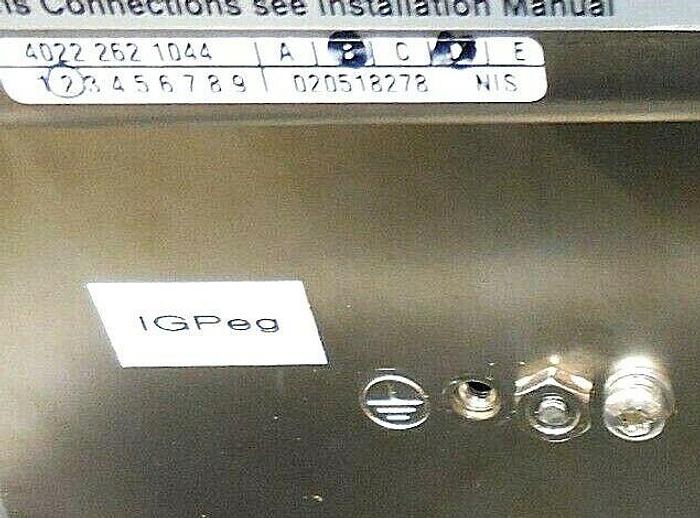 ns Connections see Installation Manual
4022 262 1044 A B C D E
1 2 3 4 5 6 7 8 9 020518278 NIS
IGPeg